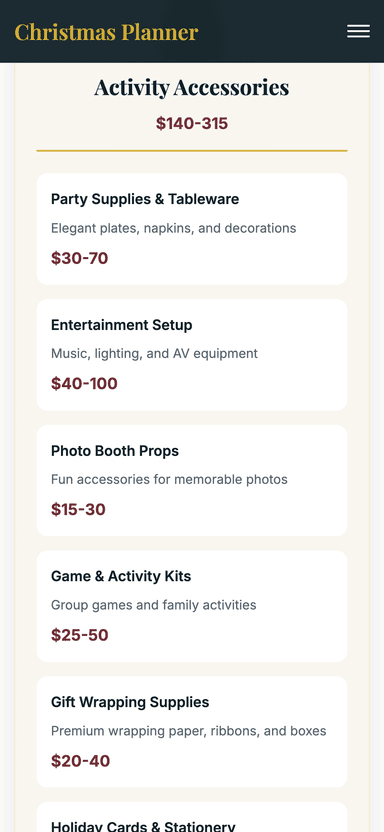 Christmas Planner
Activity Accessories
$140-315
Party Supplies & Tableware
Elegant plates, napkins, and decorations
$30-70
Entertainment Setup
Music, lighting, and AV equipment
$40-100
Photo Booth Props
Fun accessories for memorable photos
$15-30
Game & Activity Kits
Group games and family activities
$25-50
Gift Wrapping Supplies
Premium wrapping paper, ribbons, and boxes
$20-40
Holiday Cards & Stationery